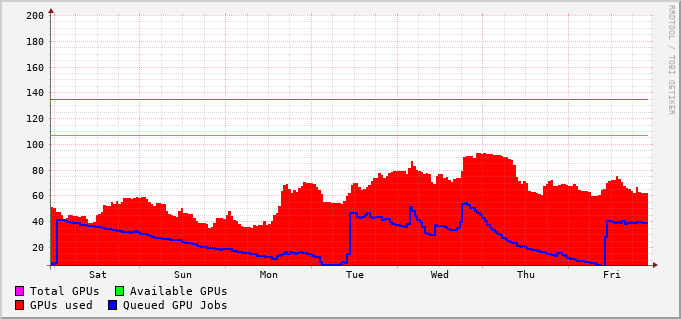 200
180
160
140
120
100
80
60
40
20
Sat Sun Mon Tue Wed Thu Fri
Total GPUs Available GPUs
GPUs used Queued GPU Jobs
RRDTOOL / TOBI OETIKER